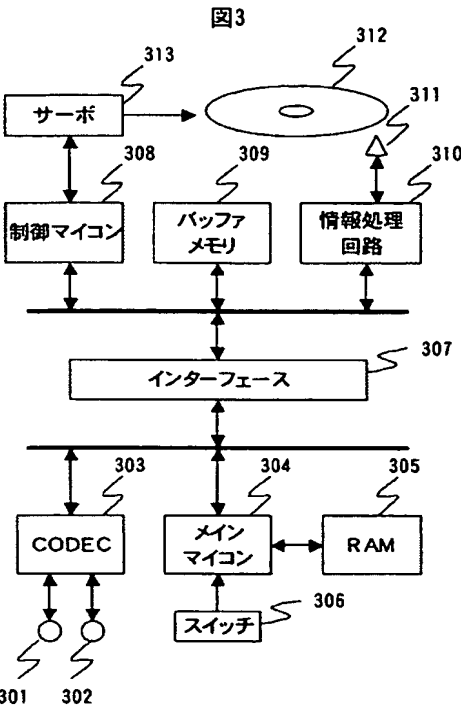 図3
312
313
サーボ
311
308
309
310
制御マイコン
バッファ
メモリ
情報処理
回路
307
インターフェース
303
304
305
CODEC
メイン
マイコン
RAM
306
スイッチ
301
302